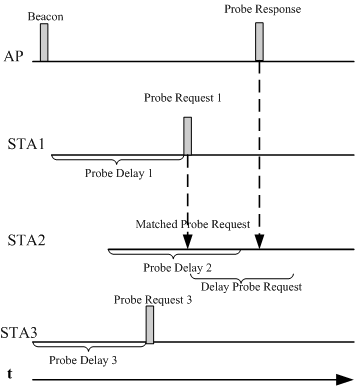 Beacon
Probe Response
AP
Probe Request 1
STA1
Probe Delay 1
Matched Probe Request
STA2
Probe Delay 2
Delay Probe Request
Probe Request 3
STA3
Probe Delay 3
t